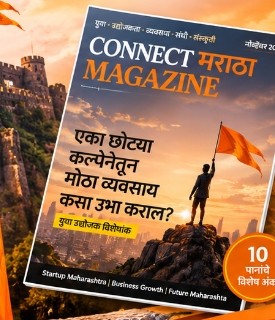 युवा • उद्योजकता • व्यवसाय • संधी • संस्कृती
नोव्हेंबर
CONNECT मराठा
MAGAZINE
एका छोट्या
कल्पेनेतून
मोठा व्यवसाय
कसा उभा कराल?
युवा उद्योजक विशेषांक
10
पानांचे
विशेष अंक
Startup Maharashtra | Business Growth | Future Maharashtra